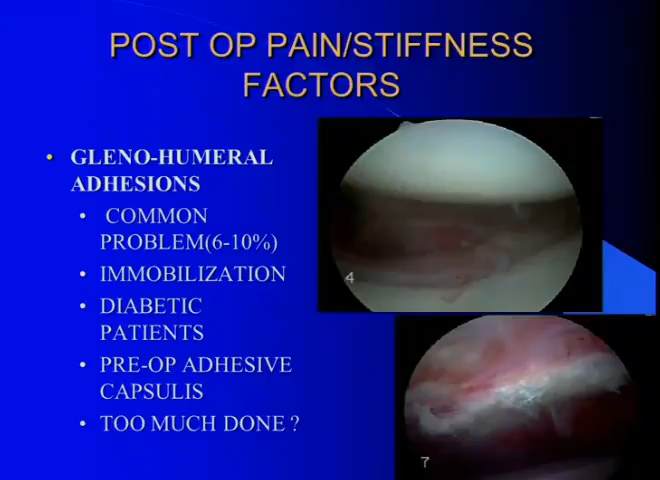 POST OP PAIN/STIFFNESS
FACTORS
• GLENO-HUMERAL
ADHESIONS
• COMMON
PROBLEM(6-10%)
• IMMOBILIZATION
• DIABETIC
PATIENTS
• PRE-OP ADHESIVE
CAPSULIS
• TOO MUCH DONE ?
4
7